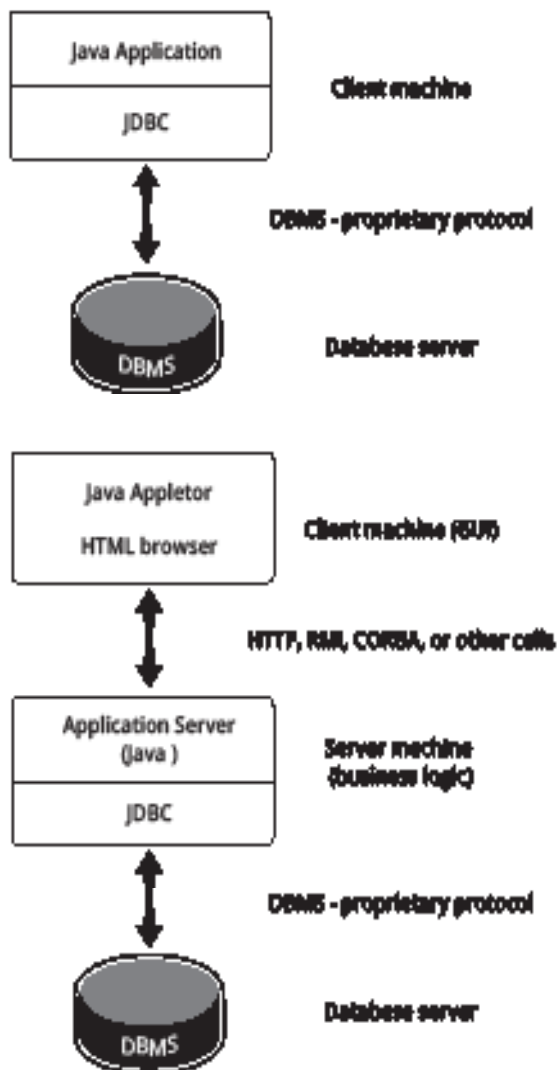 Java Application
Client machine
JDBC
DBMS - proprietary protocol
DBMS
Database server
Java Appletor
HTML browser
Client machine (GUI)
HTTP, RMI, CORBA, or other calls
Application Server
(Java )
Server machine
(business logic)
JDBC
DBMS - proprietary protocol
DBMS
Database server